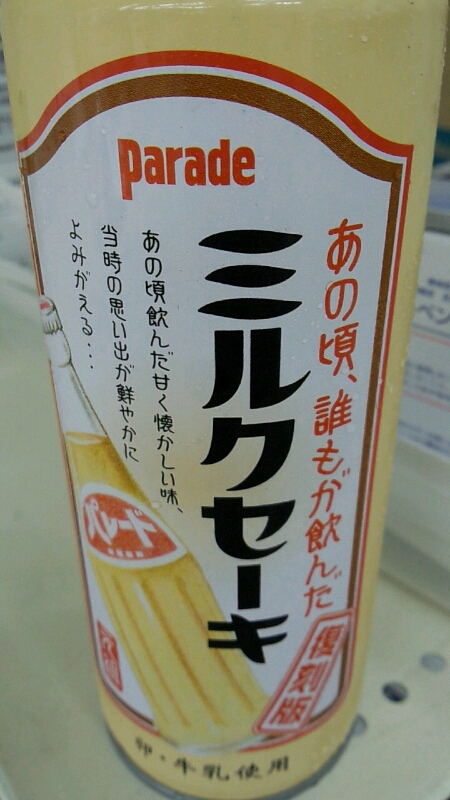 parade
あの頃、誰もが飲んだ
ミルクセーキ
あの頃飲んだ甘く懐かしい味、
当時の思い出が鮮やかに
よみがえる・・・
パレード
復刻版
卵・牛乳使用